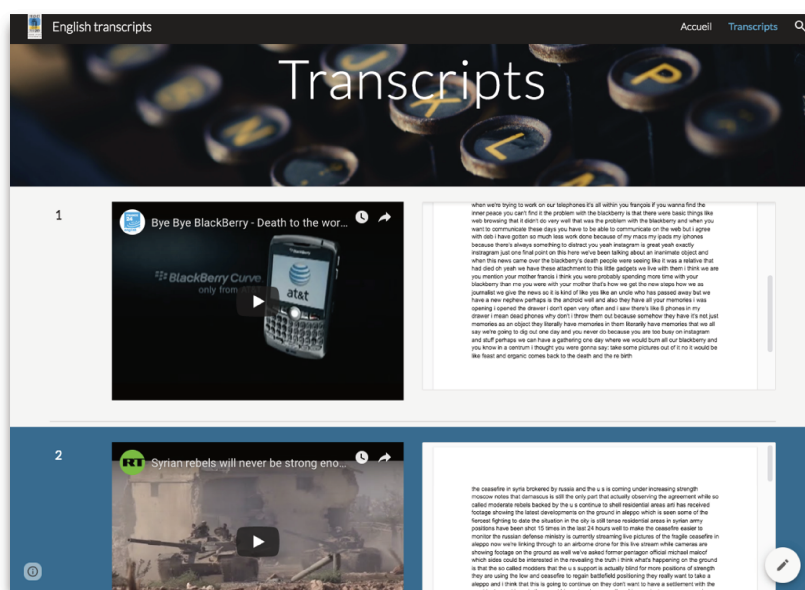 English transcripts
Accueil Transcripts
Transcripts
1
Bye Bye BlackBerry - Death to the wor...
BlackBerry Curve
only from AT&T
at&t
when we're trying to work on our telephones-it's all within you français if you wanna find the
inner peace you can't find it the problem with the blackberry is that there were basic things like
web browsing that it didn't do very well that was the problem with the blackberry and when you
want to communicate these days you have to be able to communicate on the web but i agree
with deb i have gotten so much less work done because of my macs my ipads my iphones
because there's always something to distract you yeah instagram is great yeah exactly
instragram just one final point on this here we've been talking about an inanimate object and
when this news came over the blackberry's death people were seeing like it was a relative that
had died oh yeah we have these attachment to this little gadgets we live with them i think we are
you mention your mother francis i think you were probably spending more time with your
blackberry than me you were with your mother that's how we get the new steps how we as
journalist we give the news so it is kind of like yes like an uncle who has passed away but we
have a new nephew perhaps is the android well and also they have all your memories i was
opening i opened the drawer i don't open very often and i saw there's like 6 phones in my
drawer i mean dead phones why don't i throw them out because somehow they have it's not just
memories as an object they literally have memories in them literarily have memories that we all
say we're going to dig out one day and you never do because you are too busy on instagram
and stuff perhaps we can have a gathering one day where we would burn all our blackberry and
you know in a centrum i thought you were gonna say: take some pictures out of it no it would be
like feast and organic comes back to the death and the re birth
2
RT Syrian rebels will never be strong eno...
the ceasefire in syria brokered by russia and the u s is coming under increasing strength
moscow notes that damascus is still the only part that actually observing the agreement while so
called moderate rebels backed by the u s continue to shell residential areas arti has received
footage showing the latest developments on the ground in aleppo which is seen some of the
fiercest fighting to date the situation in the city is still tense residential areas in syrian army
positions have been shot 15 times in the last 24 hours well to make the ceasefire easier to
monitor the russian defense ministry is currently streaming live pictures of the fragile ceasefire in
aleppo now we're linking through to an airborne drone for this live stream while cameras are
showing footage on the ground as well we've asked former pentagon official michael maloof
which sides could be interested in the revealing the truth i think what's happening on the ground
is that the so called modders that the u s support is actually blind for more positions of strength
they are using the low and ceasefire to regain battlefield positioning they really want to take a
aleppo and i think that this is going to continue on they don't want to have a settlement with the